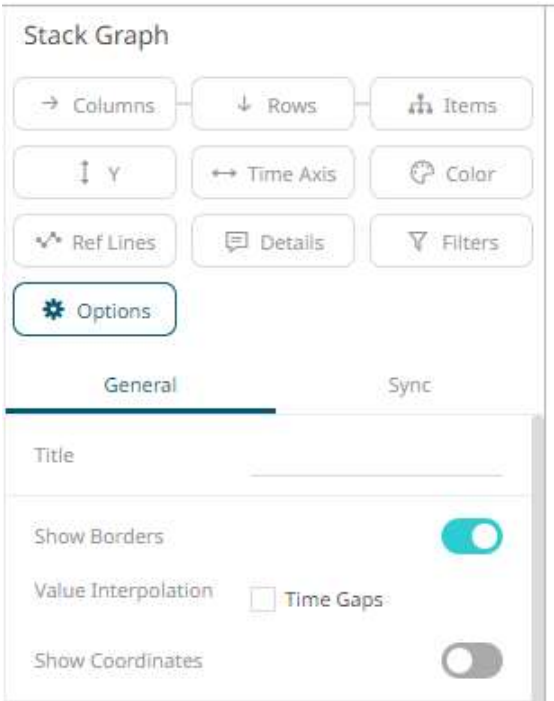 Stack Graph
Columns Rows Items
Y Time Axis Color
Ref Lines Details Filters
Options
General Sync
Title
Show Borders
Value Interpolation Time Gaps
Show Coordinates